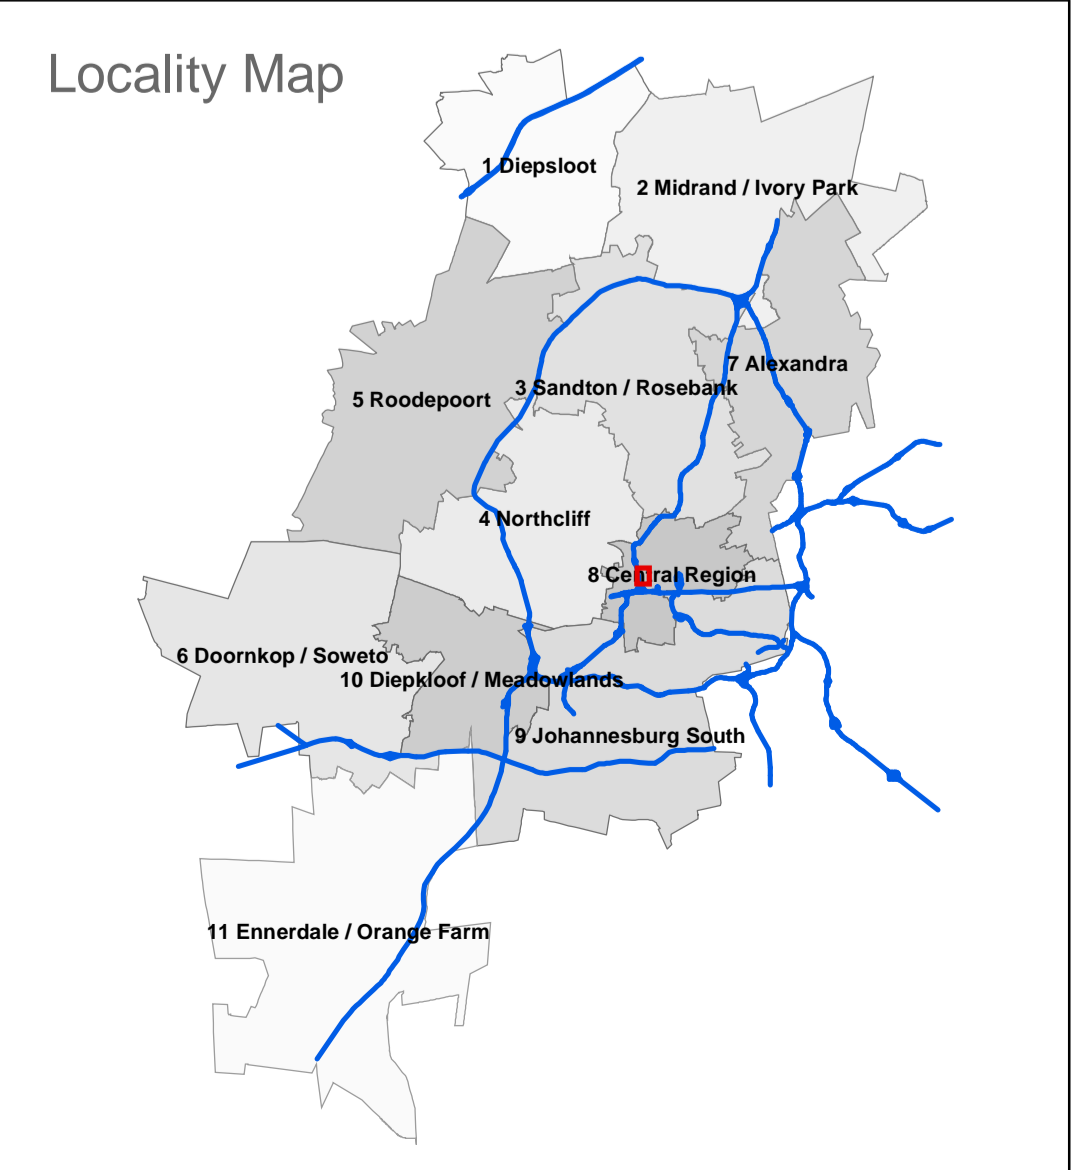 Locality Map
1 Diepsloot
2 Midrand / Ivory Park
7 Alexandra
3 Sandton / Rosebank
5 Roodepoort
4 Northcliff
8 Central Region
6 Doornkop / Soweto
10 Diepkloof / Meadowlands
9 Johannesburg South
11 Ennerdale / Orange Farm